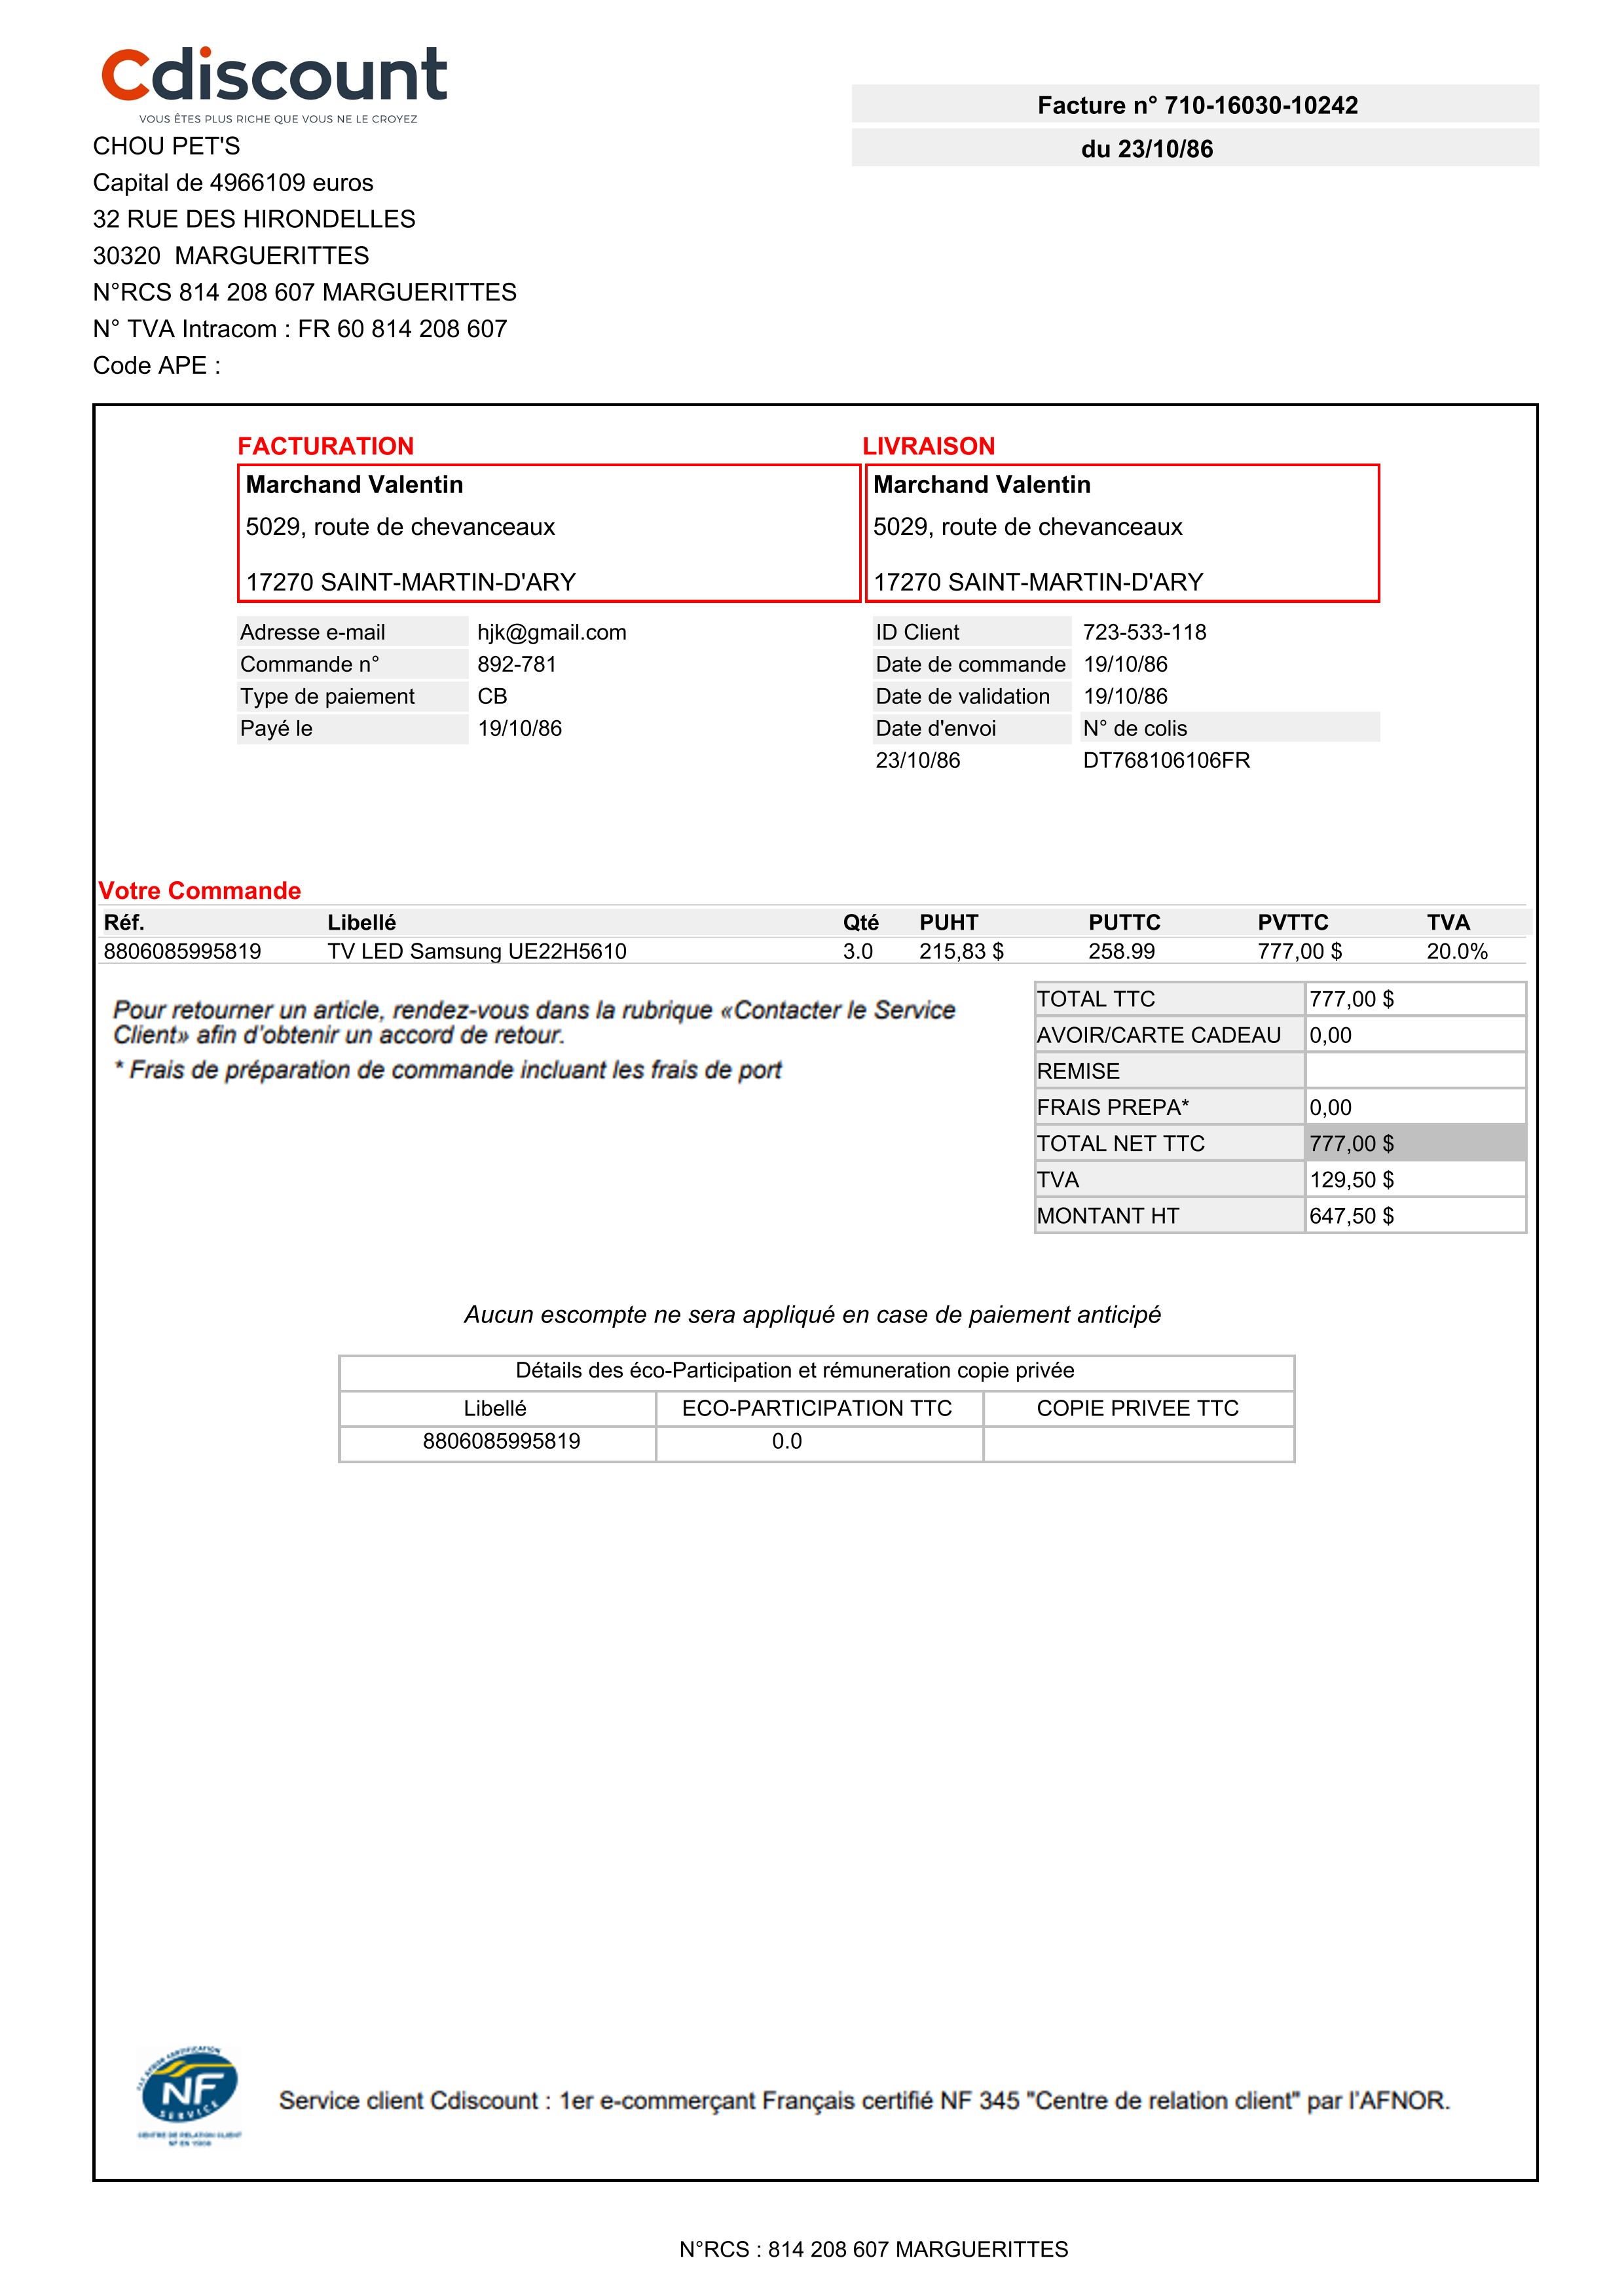 Cdiscount
VOUS ÊTES PLUS RICHE QUE VOUS NE LE CROYEZ
Facture n° 710-16030-10242
du 23/10/86
CHOU PET'S
Capital de 4966109 euros
32 RUE DES HIRONDELLES
30320 MARGUERITTES
N°RCS 814 208 607 MARGUERITTES
N° TVA Intracom : FR 60 814 208 607
Code APE :
FACTURATION LIVRAISON
Marchand Valentin Marchand Valentin
5029, route de chevanceaux 5029, route de chevanceaux
17270 SAINT-MARTIN-D'ARY 17270 SAINT-MARTIN-D'ARY
Adresse e-mail hjk@gmail.com ID Client 723-533-118
Commande n° 892-781 Date de commande 19/10/86
Type de paiement CB Date de validation 19/10/86
Payé le 19/10/86 Date d'envoi N° de colis
23/10/86 DT768106106FR
Votre Commande
Réf. Libellé Qté PUHT PUTTC PVTTC TVA
8806085995819 TV LED Samsung UE22H5610 3.0 215,83 $ 258.99 777,00 $ 20.0%
Pour retourner un article, rendez-vous dans la rubrique «Contacter le Service
Client» afin d'obtenir un accord de retour.
* Frais de préparation de commande incluant les frais de port
TOTAL TTC 777,00 $
AVOIR/CARTE CADEAU 0,00
REMISE
FRAIS PREPA* 0,00
TOTAL NET TTC 777,00 $
TVA 129,50 $
MONTANT HT 647,50 $
Aucun escompte ne sera appliqué en case de paiement anticipé
Détails des éco-Participation et rémuneration copie privée
Libellé ECO-PARTICIPATION TTC COPIE PRIVEE TTC
8806085995819 0.0
NF
SERVICE
CENTRE DE RELATION CLIENT
Service client Cdiscount : 1er e-commerçant Français certifié NF 345 "Centre de relation client" par l'AFNOR.
N°RCS : 814 208 607 MARGUERITTES